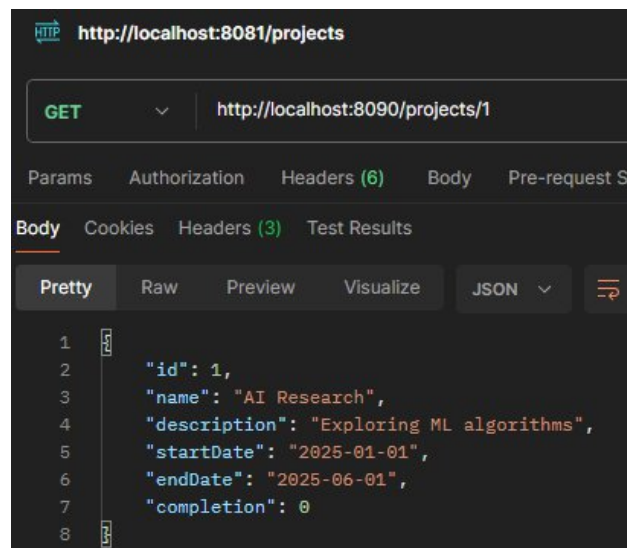 HTTP http://localhost:8081/projects
GET http://localhost:8090/projects/1
Params Authorization Headers (6) Body Pre-request S
Body Cookies Headers (3) Test Results
Pretty Raw Preview Visualize JSON
1 {
2 "id": 1,
3 "name": "AI Research",
4 "description": "Exploring ML algorithms",
5 "startDate": "2025-01-01",
6 "endDate": "2025-06-01",
7 "completion": 0
8 }